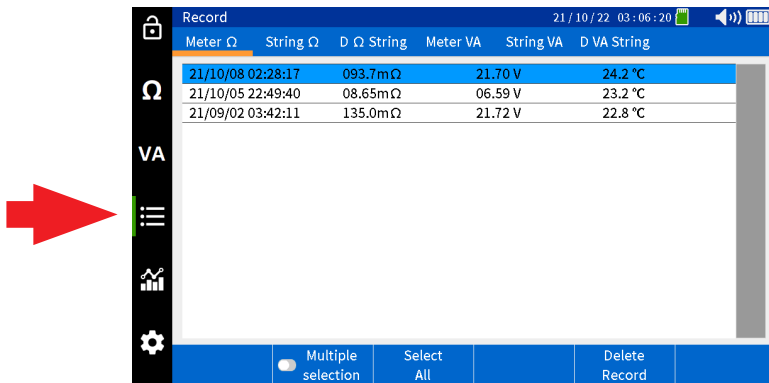 Record 21/10/22 03:06:20
Meter Ω String Ω D Ω String Meter VA String VA D VA String
21/10/08 02:28:17 093.7mΩ 21.70 V 24.2 ℃
Ω
21/10/05 22:49:40 08.65mΩ 06.59 V 23.2 ℃
21/09/02 03:42:11 135.0mΩ 21.72 V 22.8 ℃
VA
Multiple selection
Select All
Delete Record